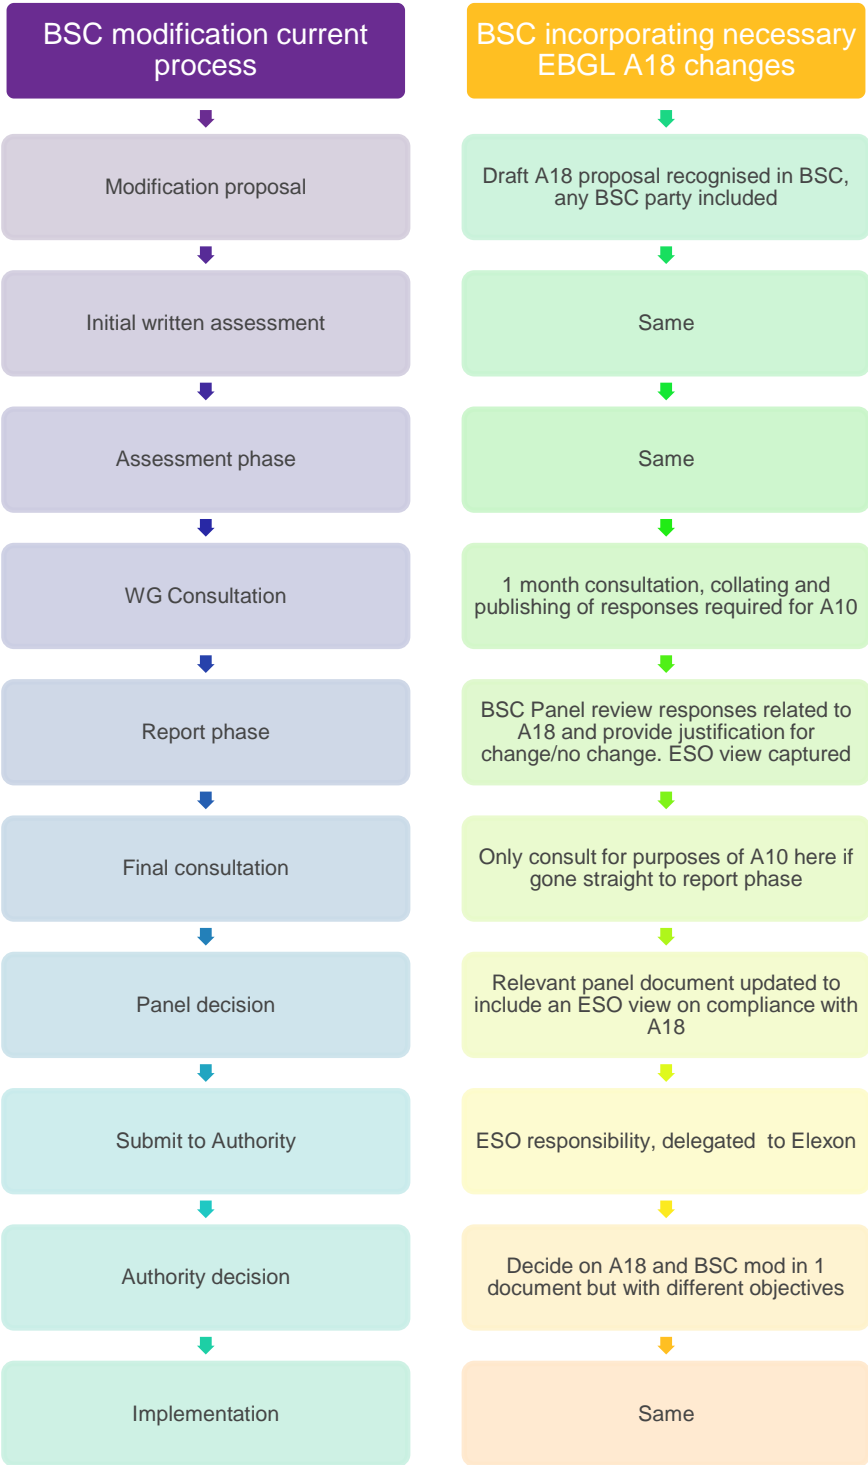 BSC modification current
process
Modification proposal
Initial written assessment
Assessment phase
WG Consultation
Report phase
Final consultation
Panel decision
Submit to Authority
Authority decision
Implementation
BSC incorporating necessary
EBGL A18 changes
Draft A18 proposal recognised in BSC,
any BSC party included
Same
Same
1 month consultation, collating and
publishing of responses required for A10
BSC Panel review responses related to
A18 and provide justification for
change/no change. ESO view captured
Only consult for purposes of A10 here if
gone straight to report phase
Relevant panel document updated to
include an ESO view on compliance with
A18
ESO responsibility, delegated  to Elexon
Decide on A18 and BSC mod in 1
document but with different objectives
Same